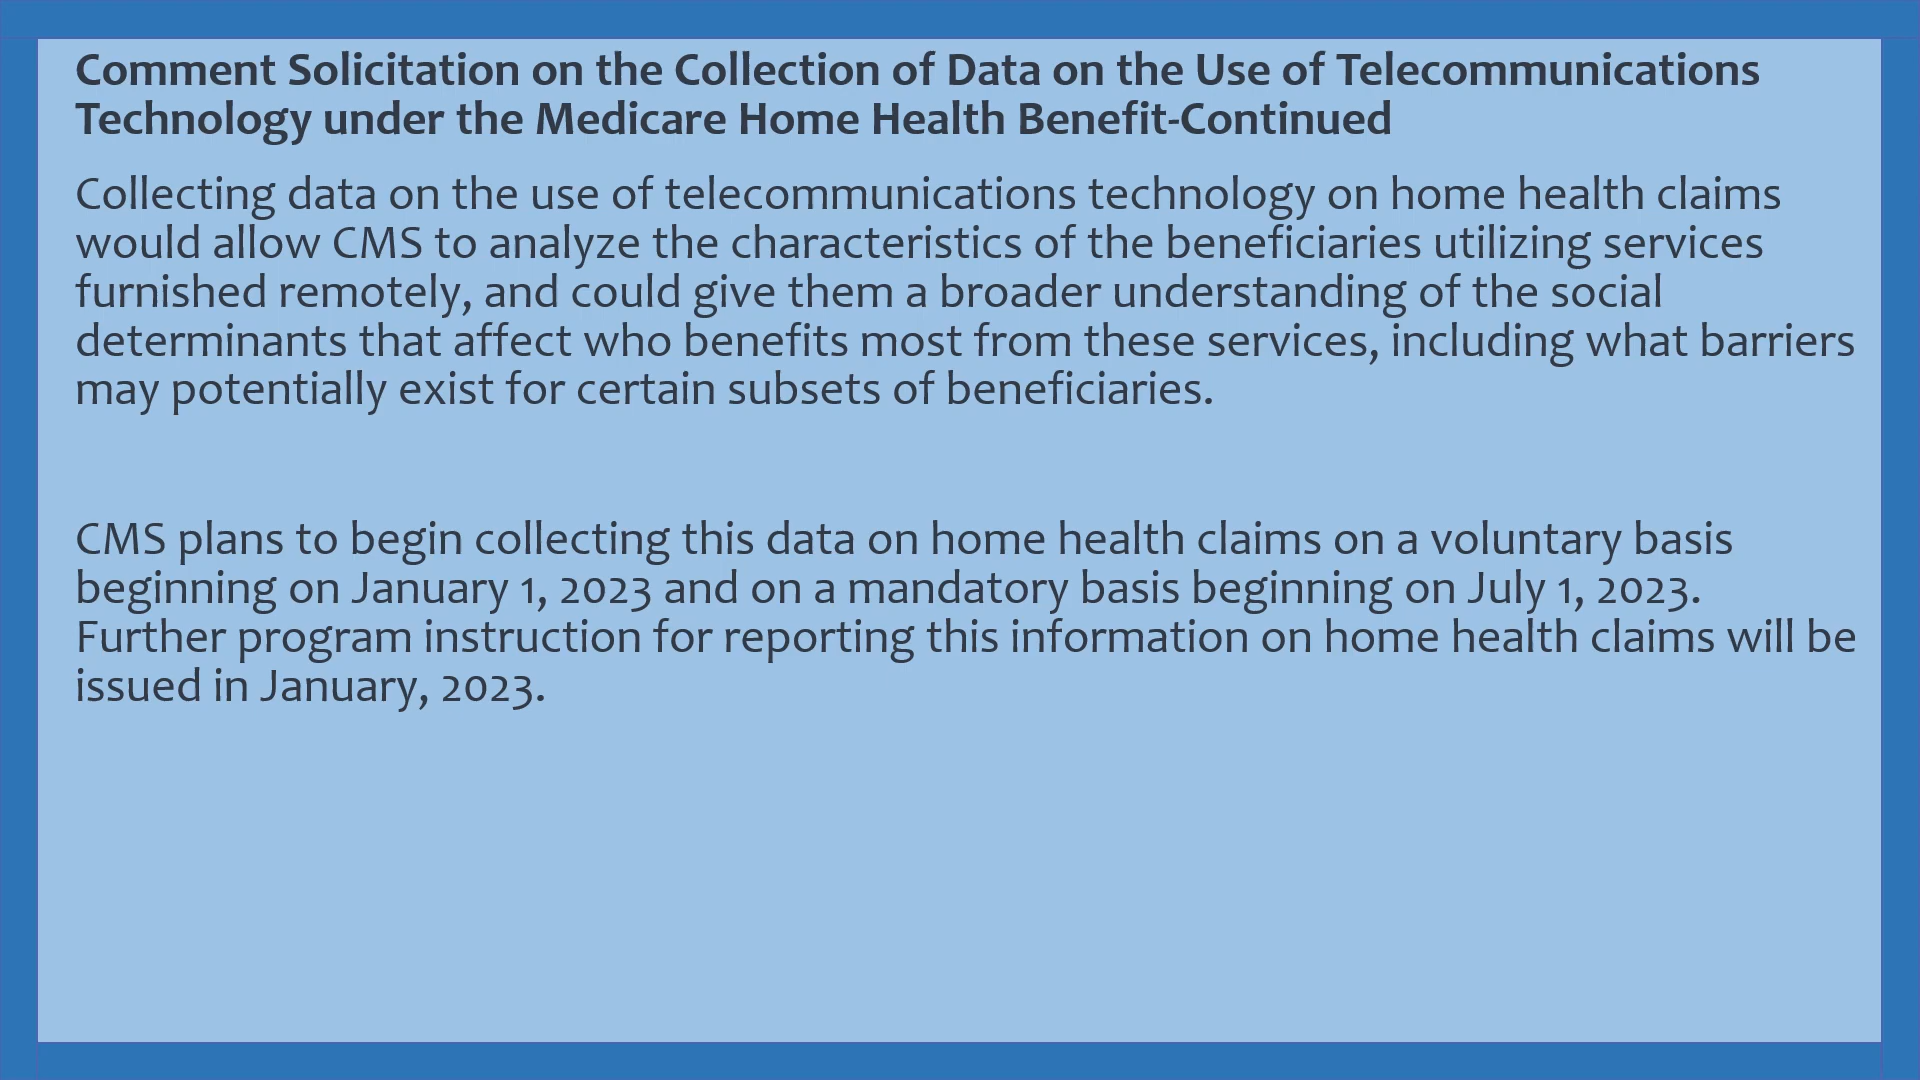 Comment Solicitation on the Collection of Data on the Use of Telecommunications
Technology under the Medicare Home Health Benefit-Continued
Collecting data on the use of telecommunications technology on home health claims
would allow CMS to analyze the characteristics of the beneficiaries utilizing services
furnished remotely, and could give them a broader understanding of the social
determinants that affect who benefits most from these services, including what barriers
may potentially exist for certain subsets of beneficiaries.
CMS plans to begin collecting this data on home health claims on a voluntary basis
beginning on January 1, 2023 and on a mandatory basis beginning on July 1, 2023.
Further program instruction for reporting this information on home health claims will be
issued in January, 2023.